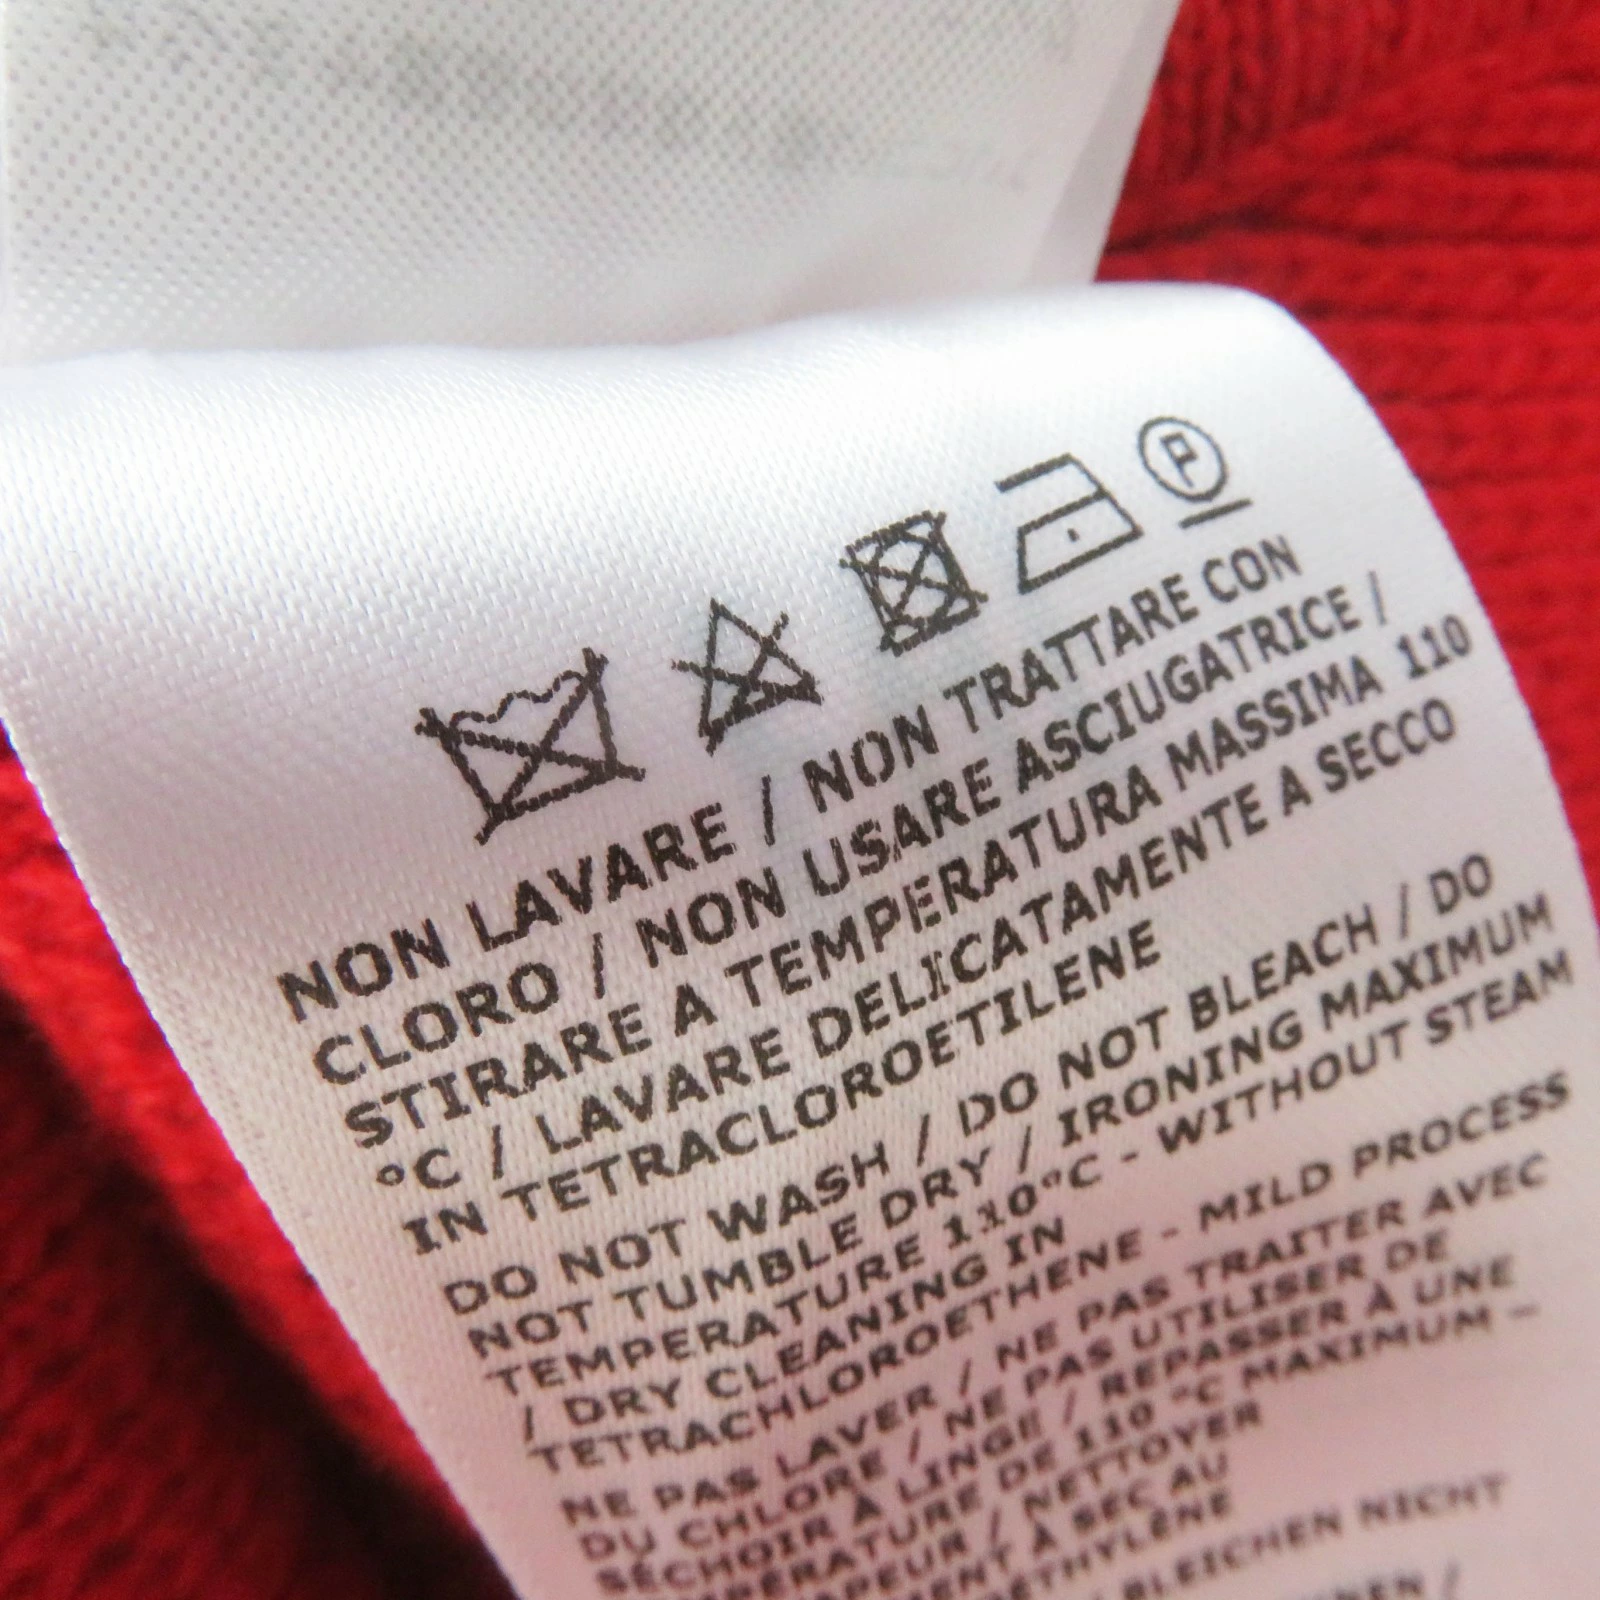 P
NON LAVARE / NON TRATTARE CON
CLORO / NON USARE ASCIUGATRICE /
STIRARE A TEMPERATURA MASSIMA 110
°C / LAVARE DELICATAMENTE A SECCO
IN TETRACLOROETILENE
DO NOT WASH / DO NOT BLEACH / DO
NOT TUMBLE DRY / IRONING MAXIMUM
TEMPERATURE 110°C - WITHOUT STEAM
/ DRY CLEANING IN
TETRACHLOROETHENE - MILD PROCESS
NE PAS LAVER / NE PAS TRAITER AVEC
DU CHLORE / NE PAS UTILISER DE
SÉCHOIR À LINGE / REPASSER À UNE
DE 110 °C MAXIMUM -
/ NETTOYER
À SEC AU
BLEICHEN NICHT